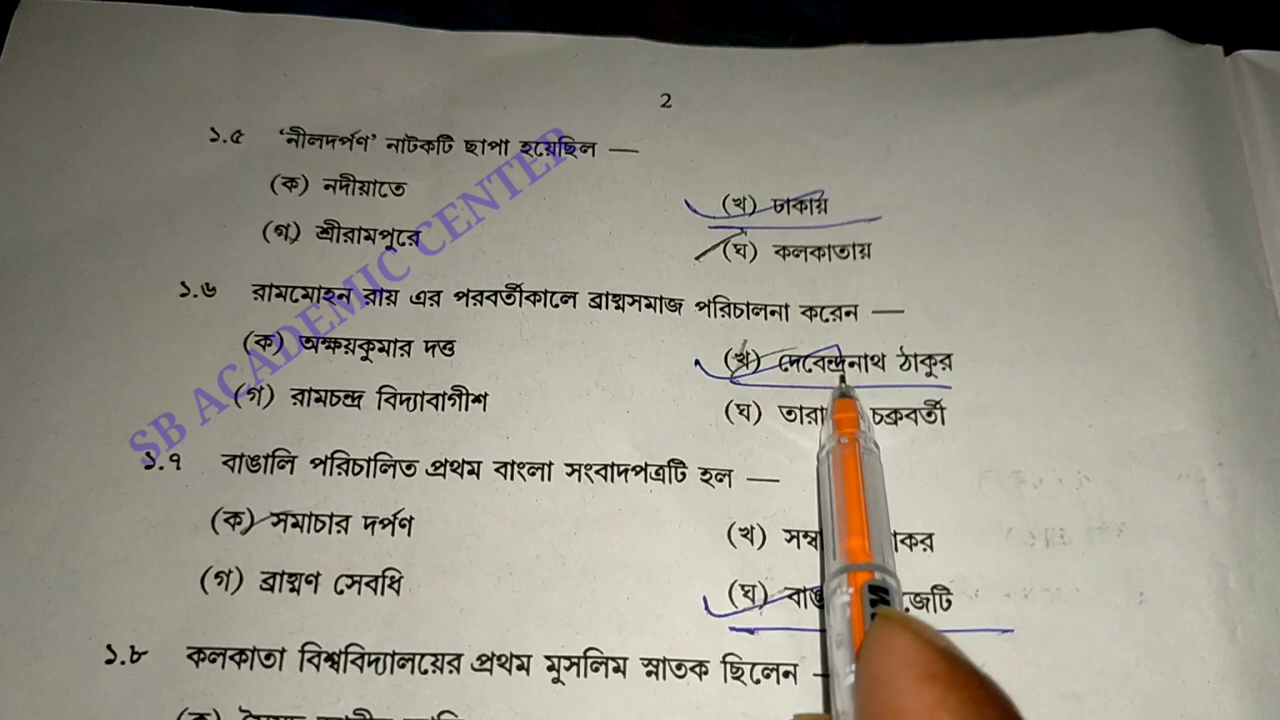 2
১.৫ 'নীলদর্পণ' নাটকটি ছাপা হয়েছিল —
(ক) নদীয়াতে (খ) ঢাকায়
(গ) শ্রীরামপুরে (ঘ) কলকাতায়
১.৬ রামমোহন রায় এর পরবর্তীকালে ব্রাহ্মসমাজ পরিচালনা করেন —
(ক) অক্ষয়কুমার দত্ত (খ) দেবেন্দ্রনাথ ঠাকুর
(গ) রামচন্দ্র বিদ্যাবাগীশ (ঘ) চক্রবর্তী
১.৭ বাঙালি পরিচালিত প্রথম বাংলা সংবাদপত্রটি হল —
(ক) সমাচার দর্পণ (খ)
(গ) ব্রাহ্মণ সেবধি (ঘ)
১.৮ কলকাতা বিশ্ববিদ্যালয়ের প্রথম মুসলিম স্নাতক ছিলেন —
SB ACADEMIC CENTER